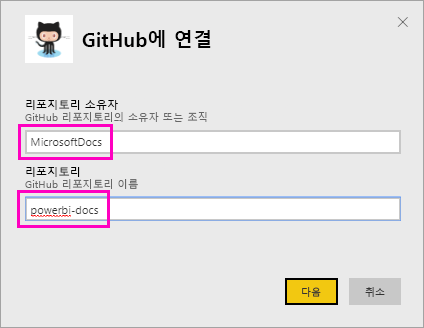 GitHub에 연결
리포지토리 소유자
GitHub 리포지토리의 소유자 또는 조직
MicrosoftDocs
리포지토리
GitHub 리포지토리 이름
powerbi-docs
다음
취소